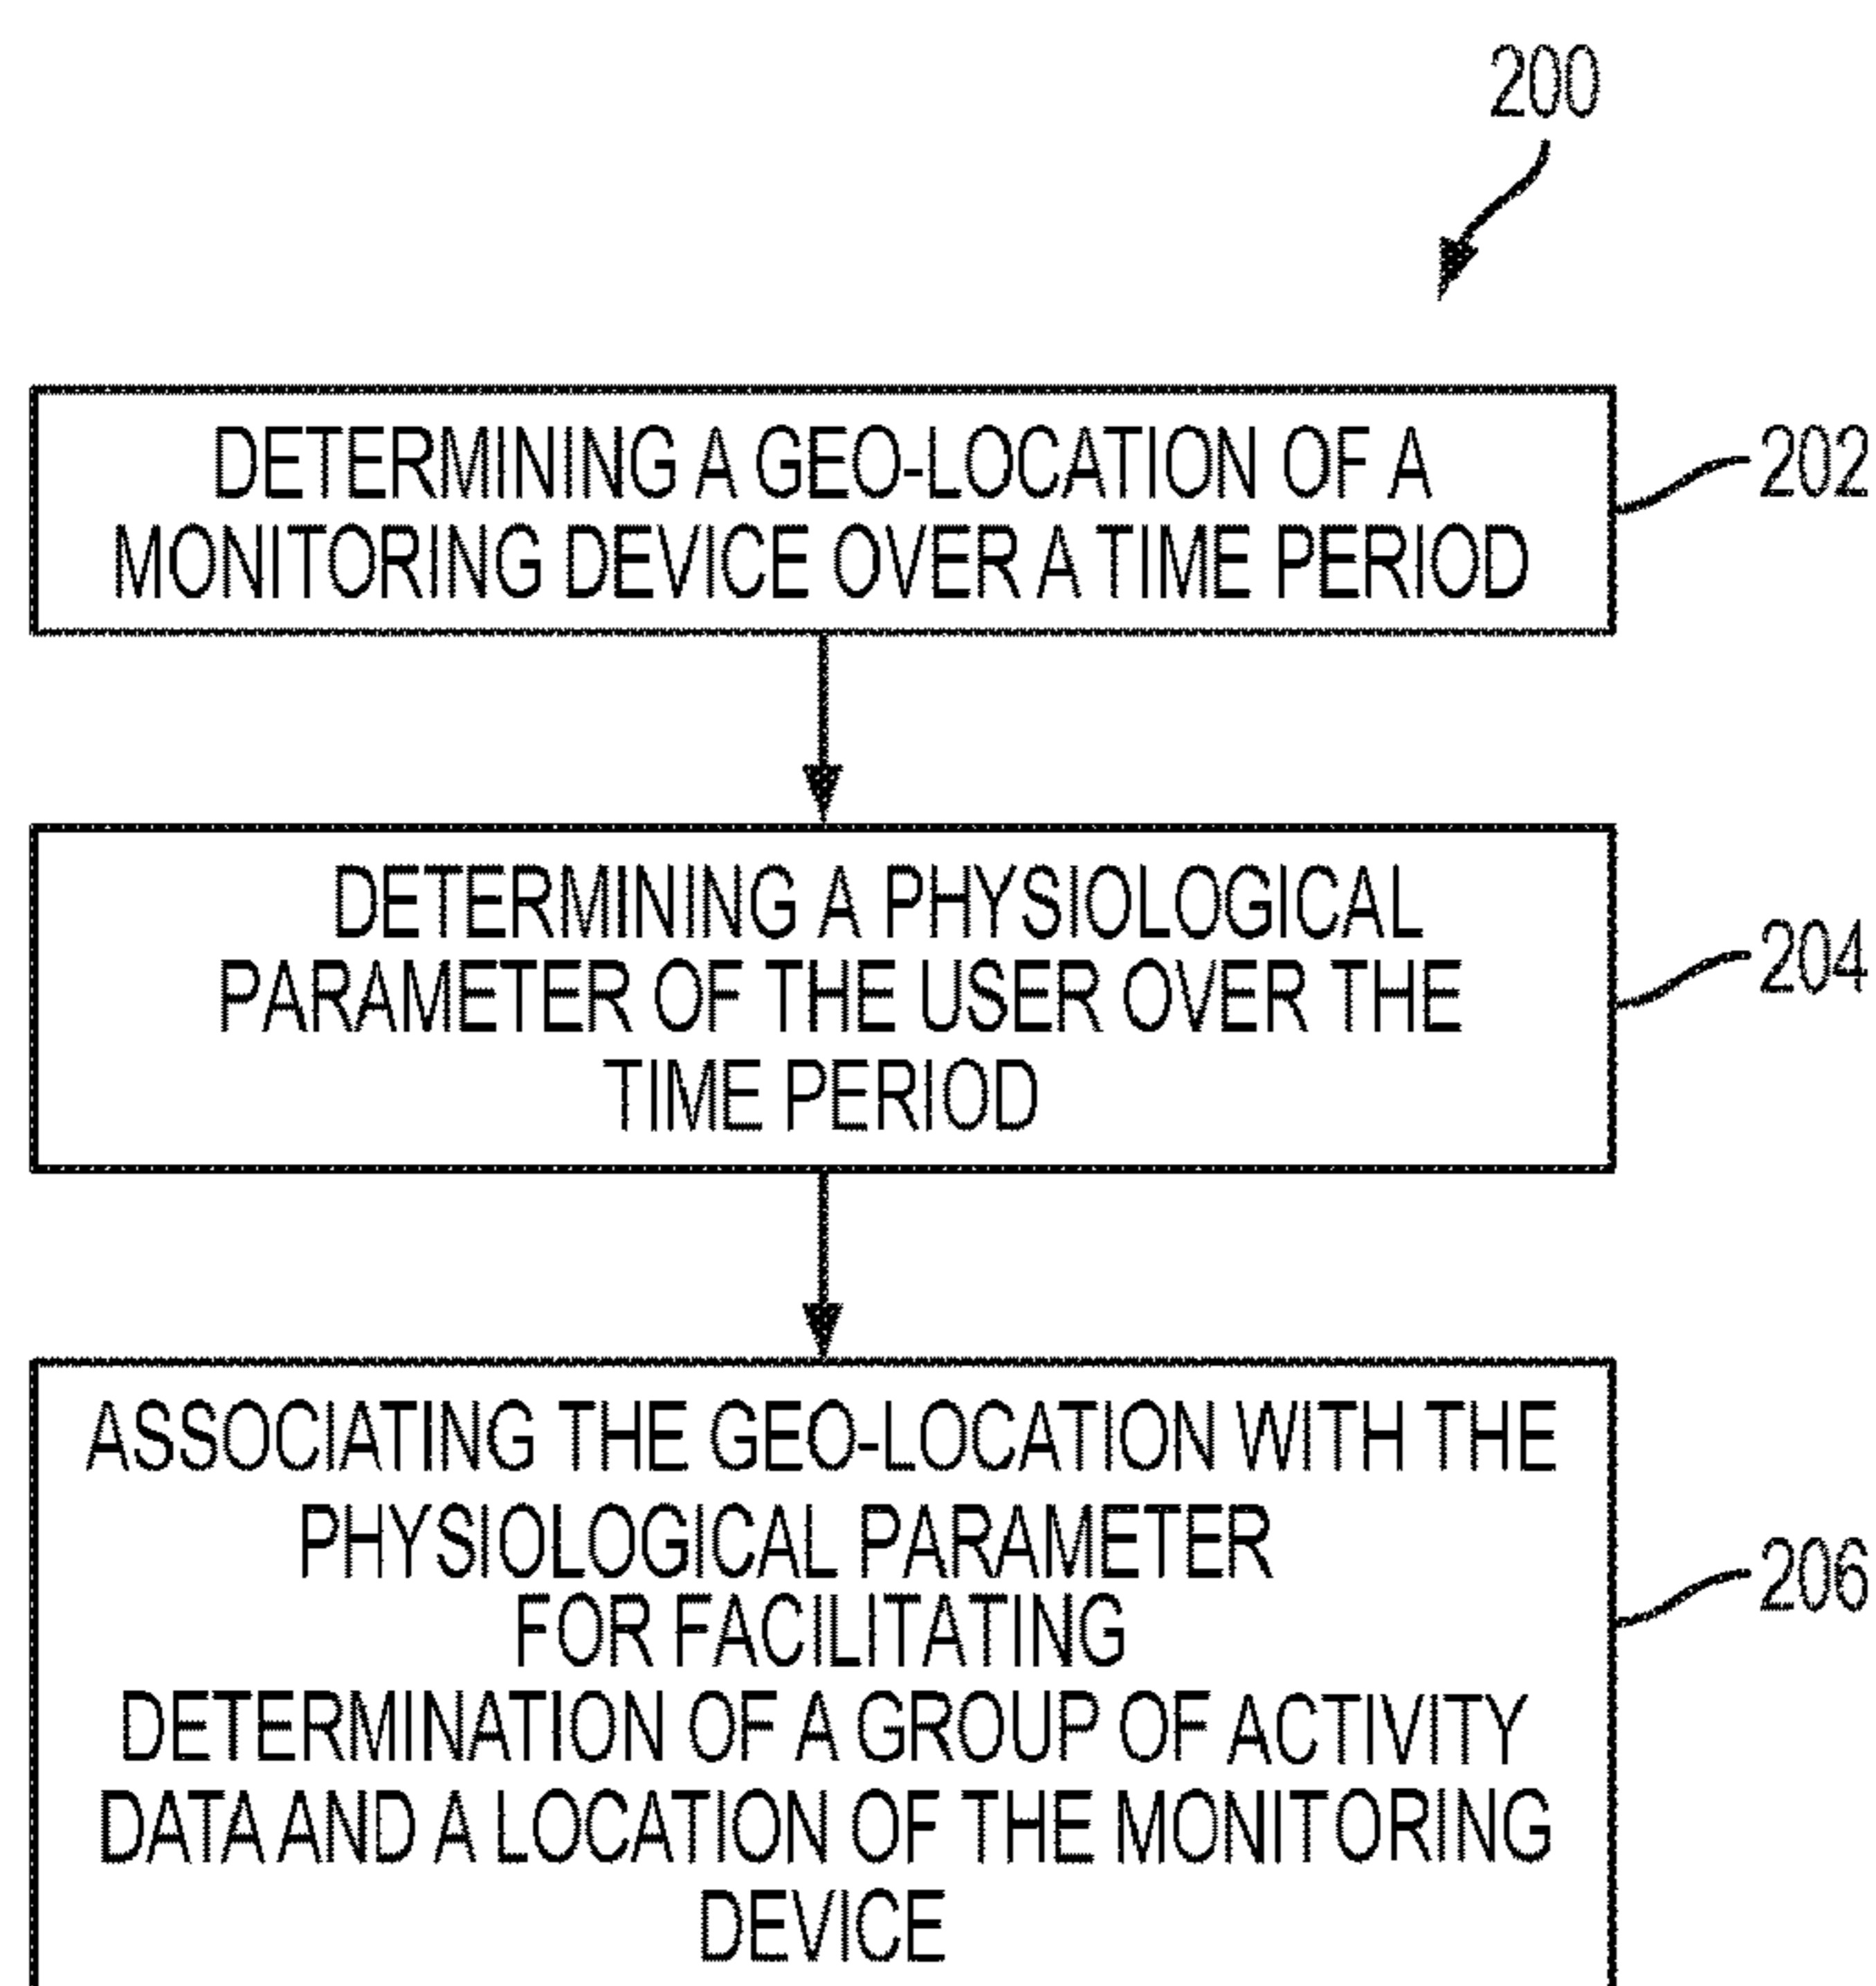 200
DETERMINING A GEO-LOCATION OF A
MONITORING DEVICE OVER A TIME PERIOD
202
DETERMINING A PHYSIOLOGICAL
PARAMETER OF THE USER OVER THE
TIME PERIOD
204
ASSOCIATING THE GEO-LOCATION WITH THE
PHYSIOLOGICAL PARAMETER
FOR FACILITATING
DETERMINATION OF A GROUP OF ACTIVITY
DATA AND A LOCATION OF THE MONITORING
DEVICE
206